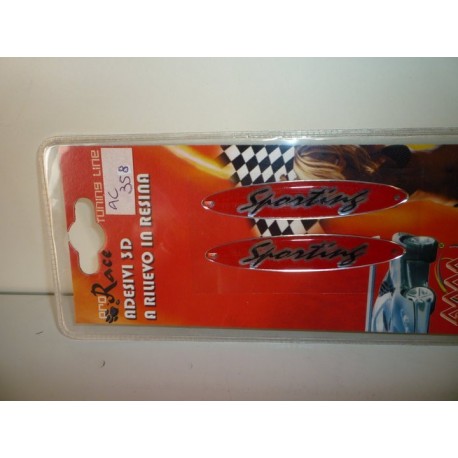 TUNING LINE
pro Race
AC
358
ADESIVI 3D
A RILIEVO IN RESINA
Sporting
Sporting